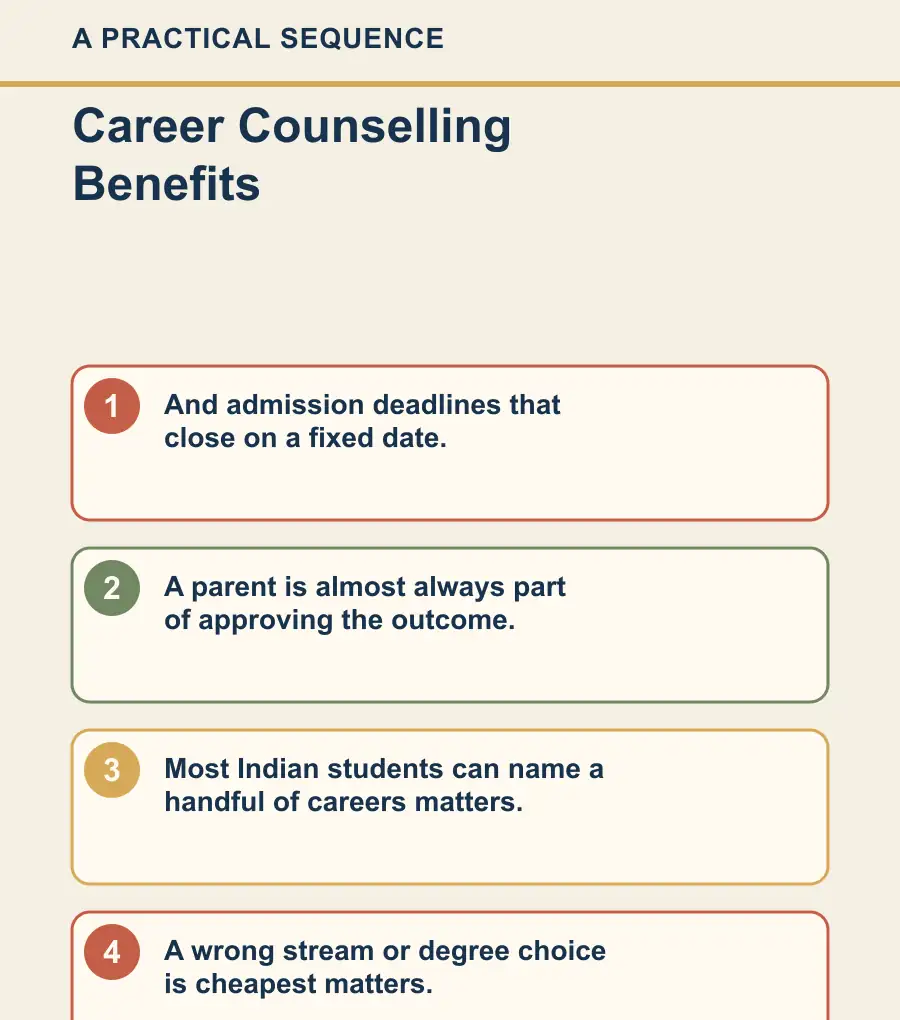 A PRACTICAL SEQUENCE
Career Counselling
Benefits
1
And admission deadlines that
close on a fixed date.
2
A parent is almost always part
of approving the outcome.
3
Most Indian students can name a
handful of careers matters.
4
A wrong stream or degree choice
is cheapest matters.